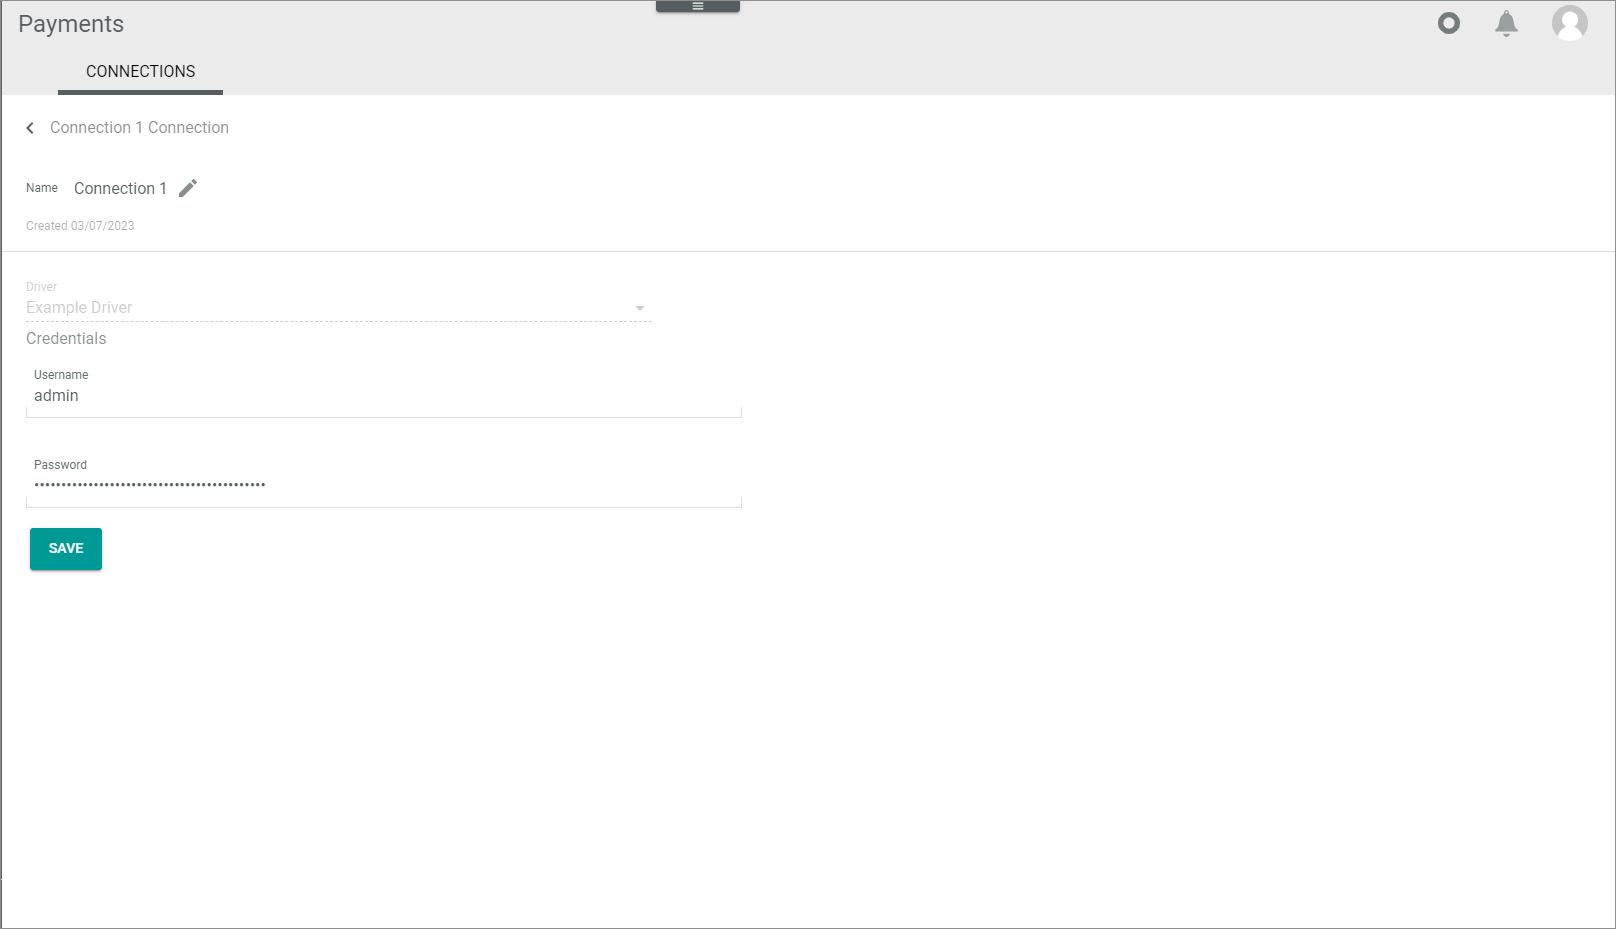 Payments
CONNECTIONS
Connection 1 Connection
Name Connection 1
Created 03/07/2023
Driver
Example Driver
Credentials
Username
admin
Password
•••••••••••••••••••••••••••••••••••••••••••
SAVE